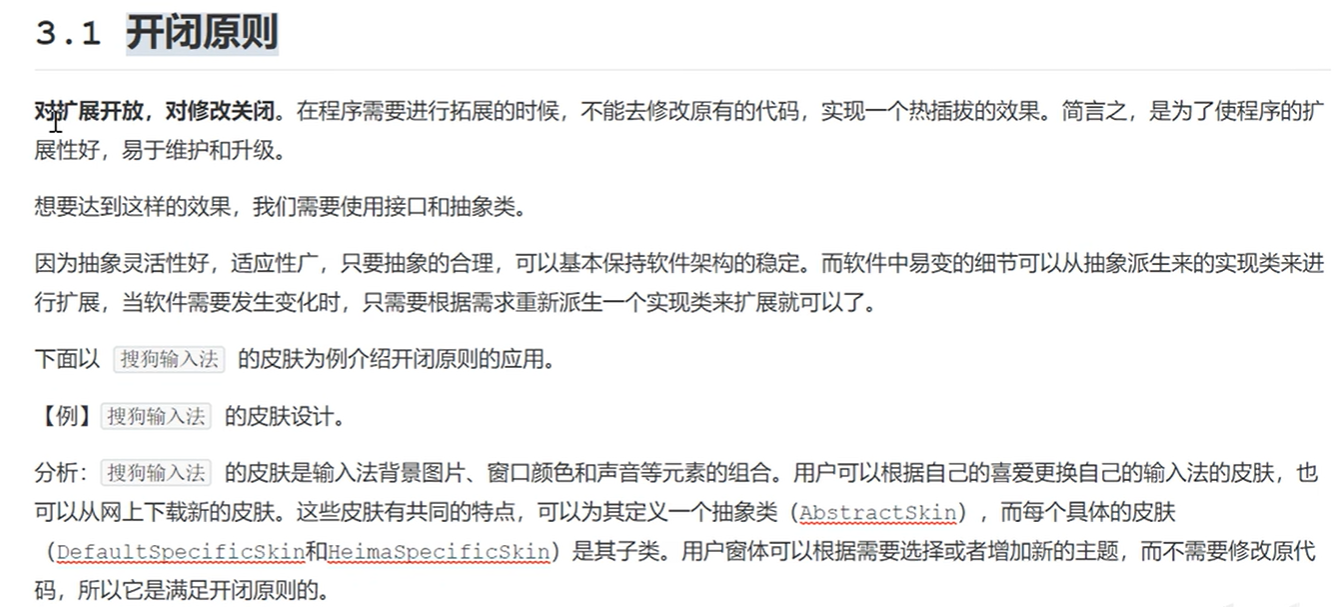 3.1 开闭原则
对扩展开放，对修改关闭。在程序需要进行拓展的时候，不能去修改原有的代码，实现一个热插拔的效果。简言之，是为了使程序的扩
展性好，易于维护和升级。
想要达到这样的效果，我们需要使用接口和抽象类。
因为抽象灵活性好，适应性广，只要抽象的合理，可以基本保持软件架构的稳定。而软件中易变的细节可以从抽象派生来的实现类来进
行扩展，当软件需要发生变化时，只需要根据需求重新派生一个实现类来扩展就可以了。
下面以 搜狗输入法 的皮肤为例介绍开闭原则的应用。
【例】搜狗输入法 的皮肤设计。
分析：搜狗输入法 的皮肤是输入法背景图片、窗口颜色和声音等元素的组合。用户可以根据自己的喜爱更换自己的输入法的皮肤，也
可以从网上下载新的皮肤。这些皮肤有共同的特点，可以为其定义一个抽象类（AbstractSkin），而每个具体的皮肤
（DefaultSpecificSkin和HeimaSpecificSkin）是其子类。用户窗体可以根据需要选择或者增加新的主题，而不需要修改原代
码，所以它是满足开闭原则的。